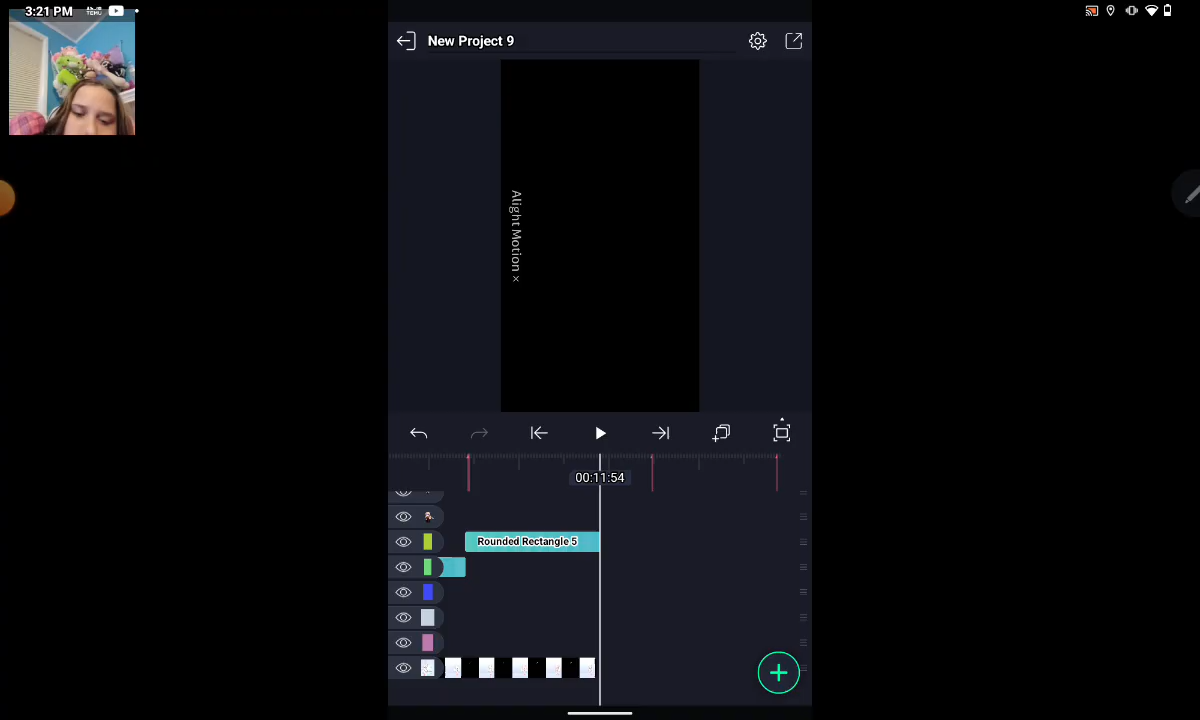 3:21 PM
New Project 9
Alight Motion ×
00:11:54
Rounded Rectangle 5